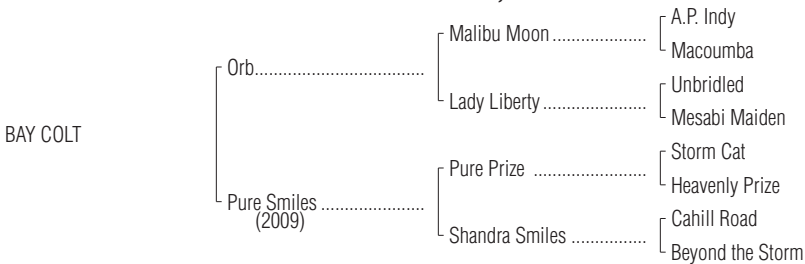 A.P. Indy
Malibu Moon ....................
Macoumba
Orb..................................
Unbridled
Lady Liberty......................
Mesabi Maiden
BAY COLT
Storm Cat
Pure Prize ........................
Heavenly Prize
Pure Smiles .....................
(2009)
Cahill Road
Shandra Smiles ................
Beyond the Storm